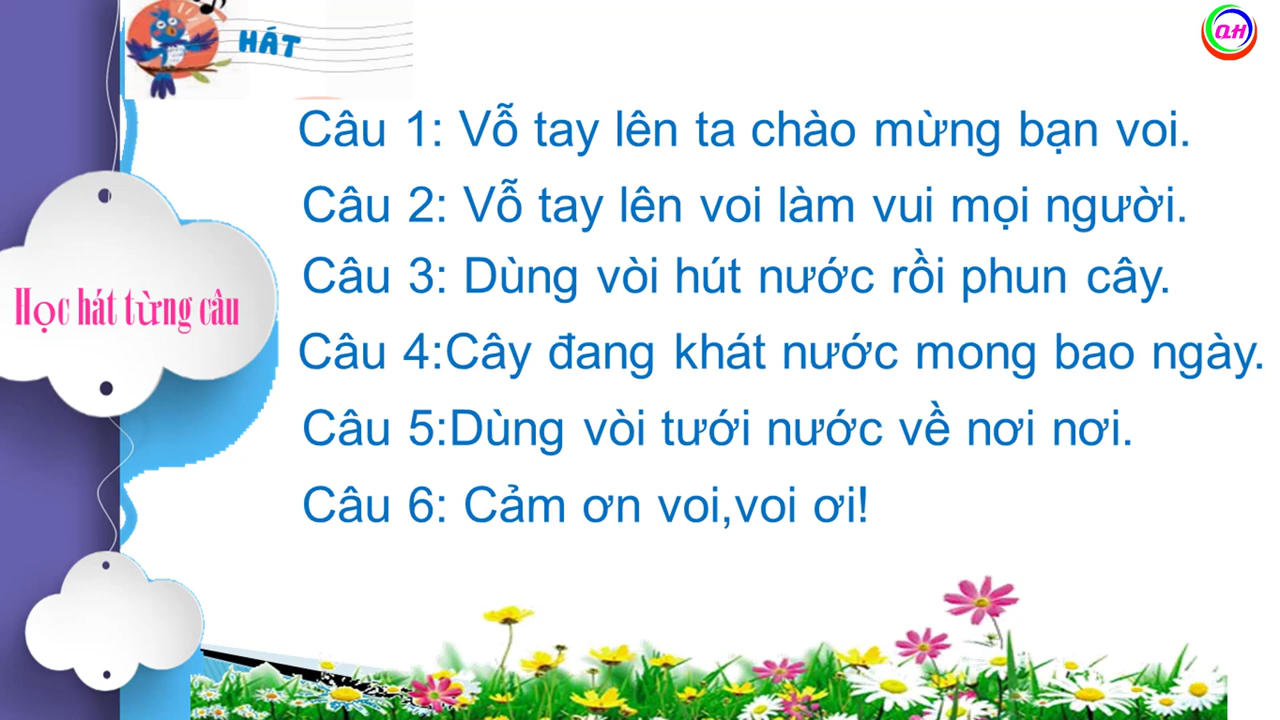 HÁT
QH
Câu 1: Vỗ tay lên ta chào mừng bạn voi.
Câu 2: Vỗ tay lên voi làm vui mọi người.
Câu 3: Dùng vòi hút nước rồi phun cây.
Học hát từng câu
Câu 4:Cây đang khát nước mong bao ngày.
Câu 5:Dùng vòi tưới nước về nơi nơi.
Câu 6: Cảm ơn voi,voi ơi!